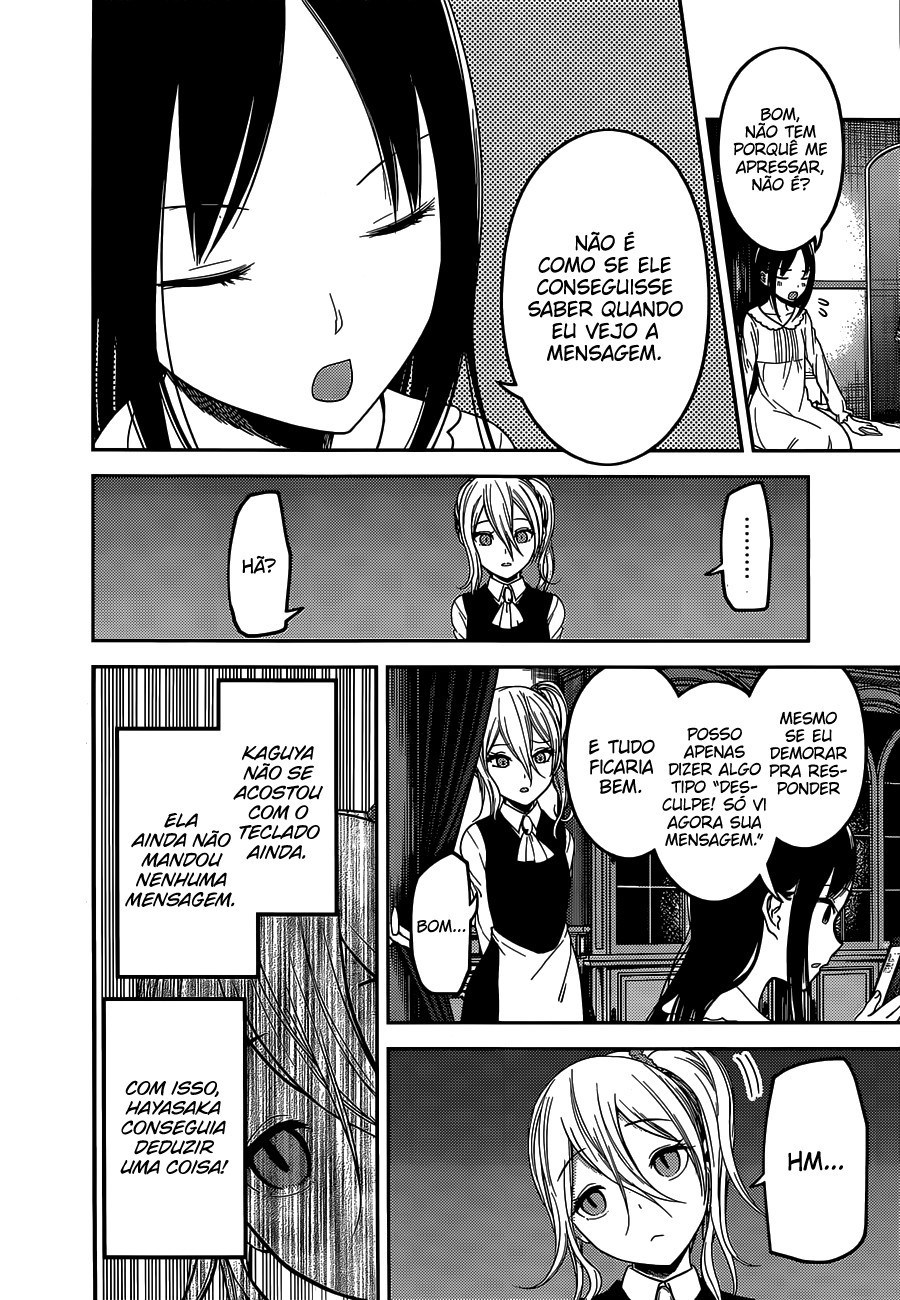 BOM,
NÃO TEM
PORQUÊ ME
APRESSAR,
NÃO É?
NÃO É
COMO SE ELE
CONSEGUISSE
SABER QUANDO
EU VEJO A
MENSAGEM.
.........
HÃ?
MESMO
SE EU
DEMORAR
PRA RES-
PONDER
POSSO
APENAS
DIZER ALGO
TIPO "DES-
CULPE! SÓ VI
AGORA SUA
MENSAGEM."
E TUDO
FICARIA
BEM.
BOM...
HM...
KAGUYA
NÃO SE
ACOSTOU
COM O
TECLADO
AINDA.
ELA
AINDA NÃO
MANDOU
NENHUMA
MENSAGEM.
COM ISSO,
HAYASAKA
CONSEGUIA
DEDUZIR
UMA COISA!